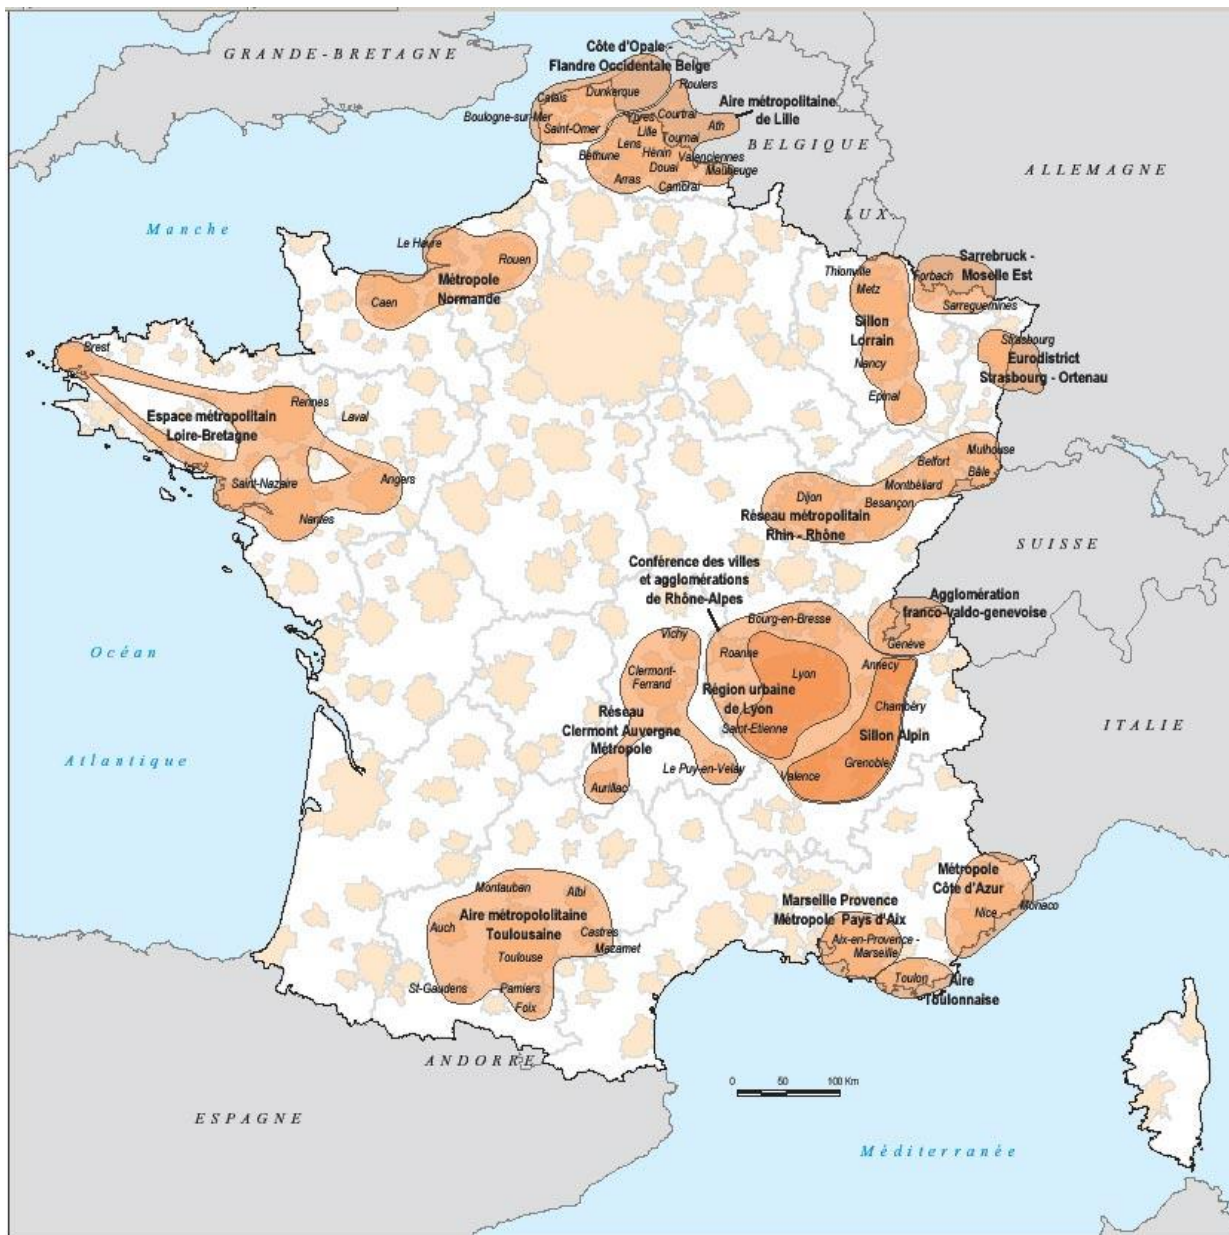 GRANDE-BRETAGNE
Côte d'Opale -
Flandre Occidentale Belge
Dunkerque
Roulers
Calais
Boulogne-sur-Mer
Saint-Omer
Ypres
Courtrai
Aire métropolitaine
de Lille
Ath
Lille
Tournai
Lens
BELGIQUE
Béthune
Hénin
Valenciennes
Douai
Maubeuge
Arras
Cambrai
ALLEMAGNE
LUX.
Manche
Le Havre
Rouen
Métropole
Normande
Caen
Thionville
Metz
Sillon
Lorrain
Nancy
Epinal
Sarrebruck -
Moselle Est
Forbach
Sarreguemines
Strasbourg
Eurodistrict
Strasbourg - Ortenau
Brest
Rennes
Laval
Espace métropolitain
Loire-Bretagne
Saint-Nazaire
Angers
Nantes
Mulhouse
Belfort
Bâle
Montbéliard
Dijon
Besançon
Réseau métropolitain
Rhin - Rhône
SUISSE
Conférence des villes
et agglomérations
de Rhône-Alpes
Agglomération
franco-valdo-genevoise
Genève
Bourg-en-Bresse
Vichy
Roanne
Annecy
Clermont-
Ferrand
Lyon
Région urbaine
de Lyon
Chambéry
Saint-Etienne
Sillon Alpin
Réseau
Clermont Auvergne
Métropole
Grenoble
Le Puy-en-Velay
Valence
Aurillac
Océan
Atlantique
ITALIE
Métropole
Côte d'Azur
Nice
Monaco
Marseille Provence
Métropole Pays d'Aix
Aix-en-Provence -
Marseille
Toulon
Aire
Toulonnaise
Montauban
Albi
Aire métropololitaine
Toulousaine
Auch
Castres
Mazamet
Toulouse
St-Gaudens
Pamiers
Foix
ANDORRE
ESPAGNE
0 50 100 Km
Méditerranée